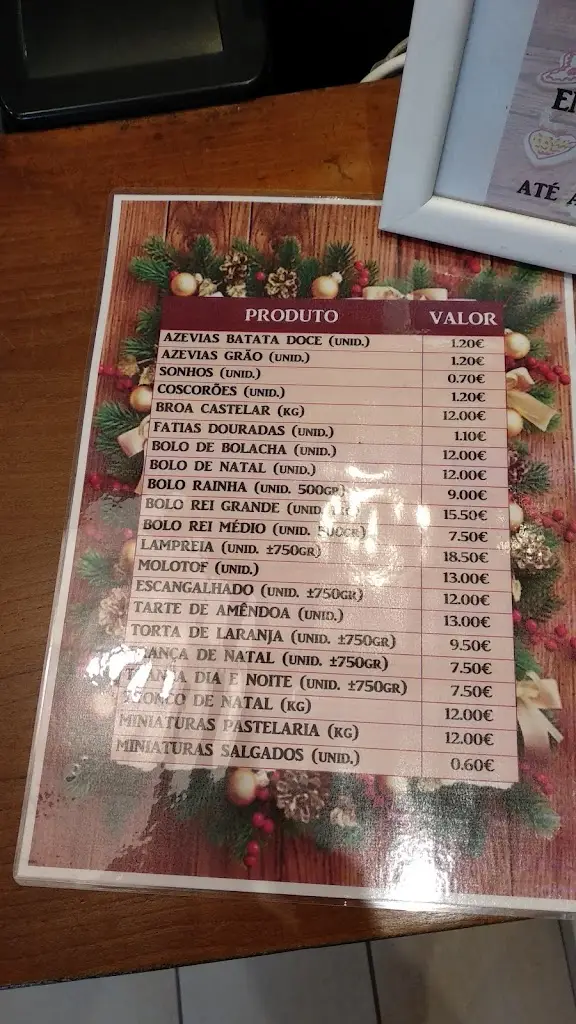 PRODUTO VALOR
AZEVIAS BATATA DOCE (UNID.) 1.20€
AZEVIAS GRÃO (UNID.) 1.20€
SONHOS (UNID.) 0.70€
COSCORÕES (UNID.) 1.20€
BROA CASTELAR (KG) 12.00€
FATIAS DOURADAS (UNID.) 1.10€
BOLO DE BOLACHA (UNID.) 12.00€
BOLO DE NATAL (UNID.) 12.00€
BOLO RAINHA (UNID. 500GR) 9.00€
BOLO REI GRANDE (UNID. 15.50€
BOLO REI MÉDIO (UNID. 500GR) 7.50€
LAMPREIA (UNID. ±750GR) 18.50€
MOLOTOF (UNID.) 13.00€
ESCANGALHADO (UNID. ±750GR) 12.00€
TARTE DE AMÊNDOA (UNID.) 13.00€
TORTA DE LARANJA (UNID. ±750GR) 9.50€
TRANÇA DE NATAL (UNID. ±750GR) 7.50€
TRANÇA DIA E NOITE (UNID. ±750GR) 7.50€
TRONCO DE NATAL (KG) 12.00€
MINIATURAS PASTELARIA (KG) 12.00€
MINIATURAS SALGADOS (UNID.) 0.60€
ATÉ